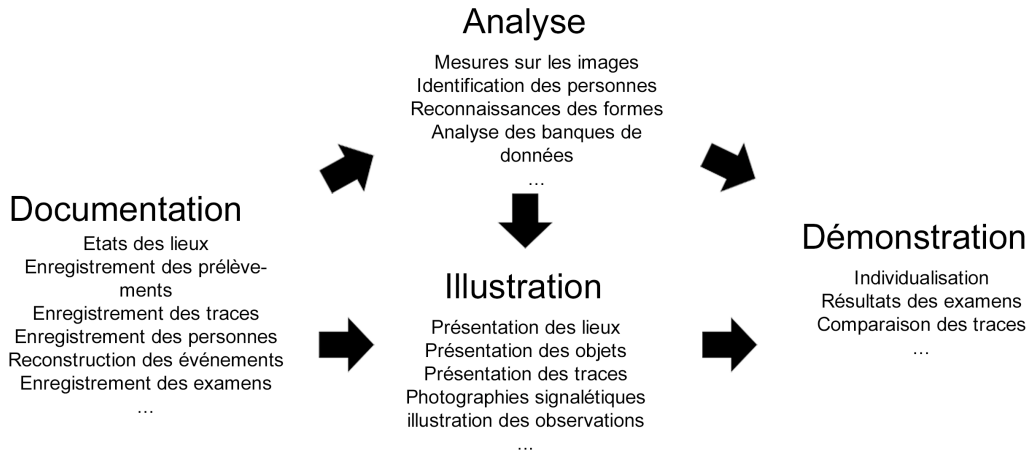 Analyse
Mesures sur les images
Identification des personnes
Reconnaissances des formes
Analyse des banques de
données
...
Documentation
Etats des lieux
Enregistrement des prélève-
ments
Enregistrement des traces
Enregistrement des personnes
Reconstruction des événements
Enregistrement des examens
...
Illustration
Présentation des lieux
Présentation des objets
Présentation des traces
Photographies signalétiques
illustration des observations
...
Démonstration
Individualisation
Résultats des examens
Comparaison des traces
...